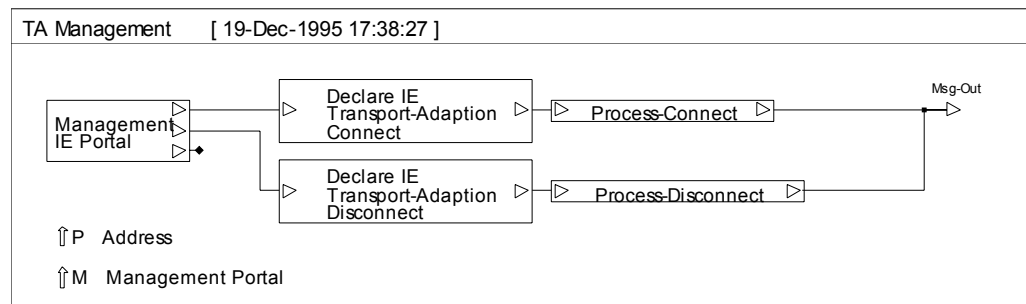 TA Management [ 19-Dec-1995 17:38:27 ]
Msg-Out
Management
IE Portal
Declare IE
Transport-Adaption
Connect
Process-Connect
Declare IE
Transport-Adaption
Disconnect
Process-Disconnect
⇧P Address
⇧M Management Portal